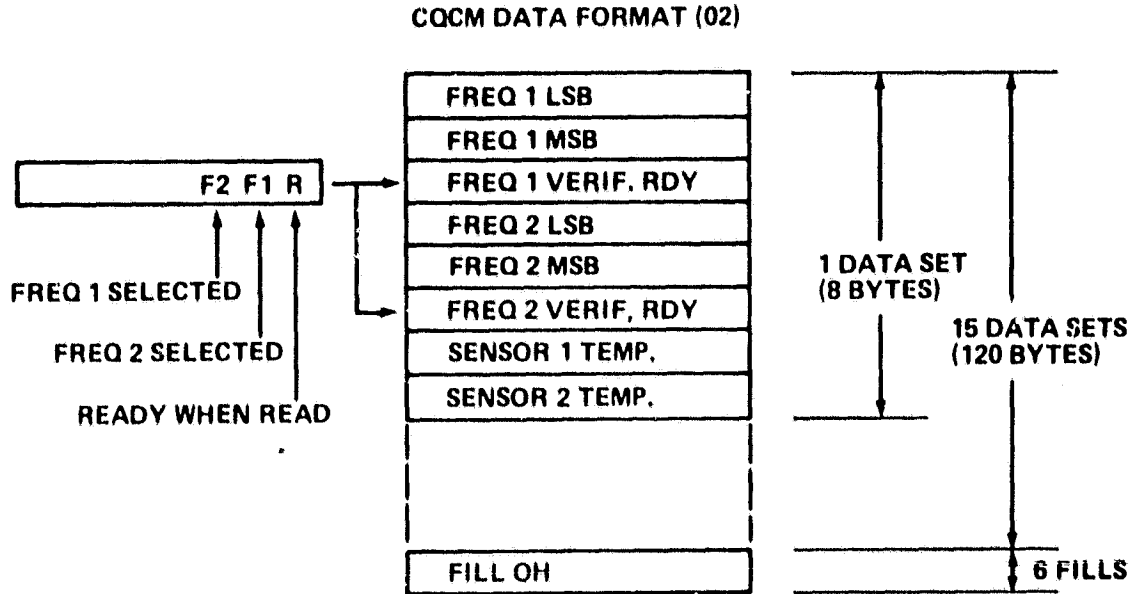 CQCM DATA FORMAT (02)
FREQ 1 LSB
FREQ 1 MSB
F2 F1 R
FREQ 1 VERIF, RDY
FREQ 2 LSB
FREQ 2 MSB
FREQ 2 VERIF, RDY
SENSOR 1 TEMP.
SENSOR 2 TEMP.
FREQ 1 SELECTED
FREQ 2 SELECTED
READY WHEN READ
1 DATA SET
(8 BYTES)
15 DATA SETS
(120 BYTES)
FILL OH
6 FILLS